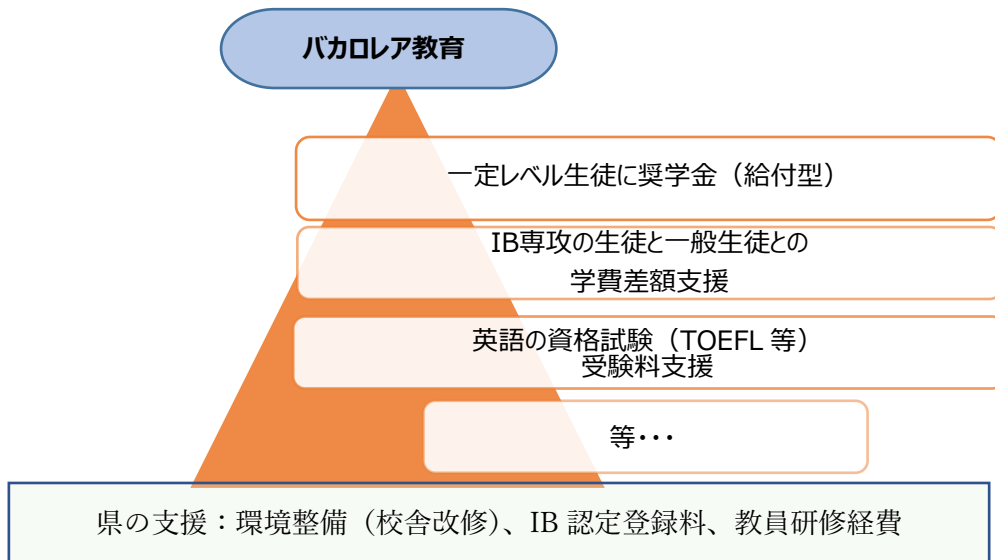 バカロレア教育
一定レベル生徒に奨学金（給付型）
IB専攻の生徒と一般生徒との
学費差額支援
英語の資格試験（TOEFL 等）
受験料支援
等・・・
県の支援：環境整備（校舎改修）、IB 認定登録料、教員研修経費